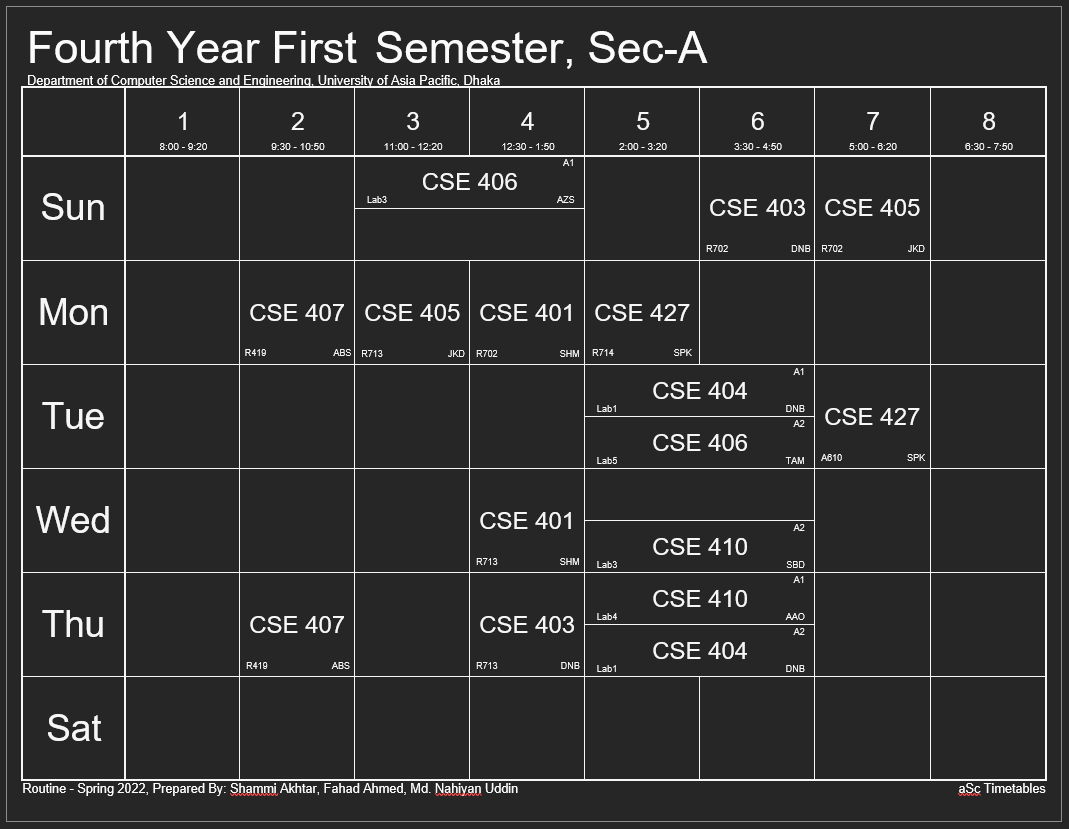 Fourth Year First Semester, Sec-A
Department of Computer Science and Engineering, University of Asia Pacific, Dhaka
1 2 3 4 5 6 7 8
8:00 - 9:20 9:30 - 10:50 11:00 - 12:20 12:30 - 1:50 2:00 - 3:20 3:30 - 4:50 5:00 - 6:20 6:30 - 7:50
Sun
A1
CSE 406
Lab3 AZS
CSE 403
R702 DNB
CSE 405
R702 JKD
Mon
CSE 407
R419 ABS
CSE 405
R713 JKD
CSE 401
R702 SHM
CSE 427
R714 SPK
Tue
A1
CSE 404
Lab1 DNB
A2
CSE 406
Lab5 TAM
CSE 427
A610 SPK
Wed
CSE 401
R713 SHM
A2
CSE 410
Lab3 SBD
Thu
CSE 407
R419 ABS
CSE 403
R713 DNB
A1
CSE 410
Lab4 AAO
A2
CSE 404
Lab1 DNB
Sat
Routine - Spring 2022, Prepared By: Shammi Akhtar, Fahad Ahmed, Md. Nahiyan Uddin
aSc Timetables